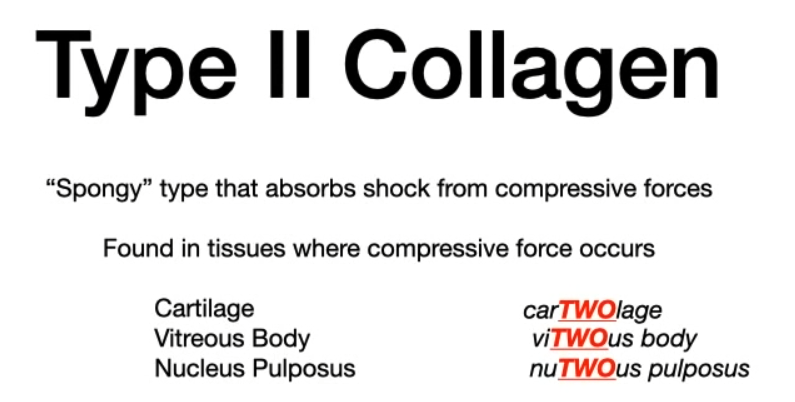 Type II Collagen
“Spongy” type that absorbs shock from compressive forces
Found in tissues where compressive force occurs
Cartilage carTWOlage
Vitreous Body viTWOus body
Nucleus Pulposus nuTWOus pulposus